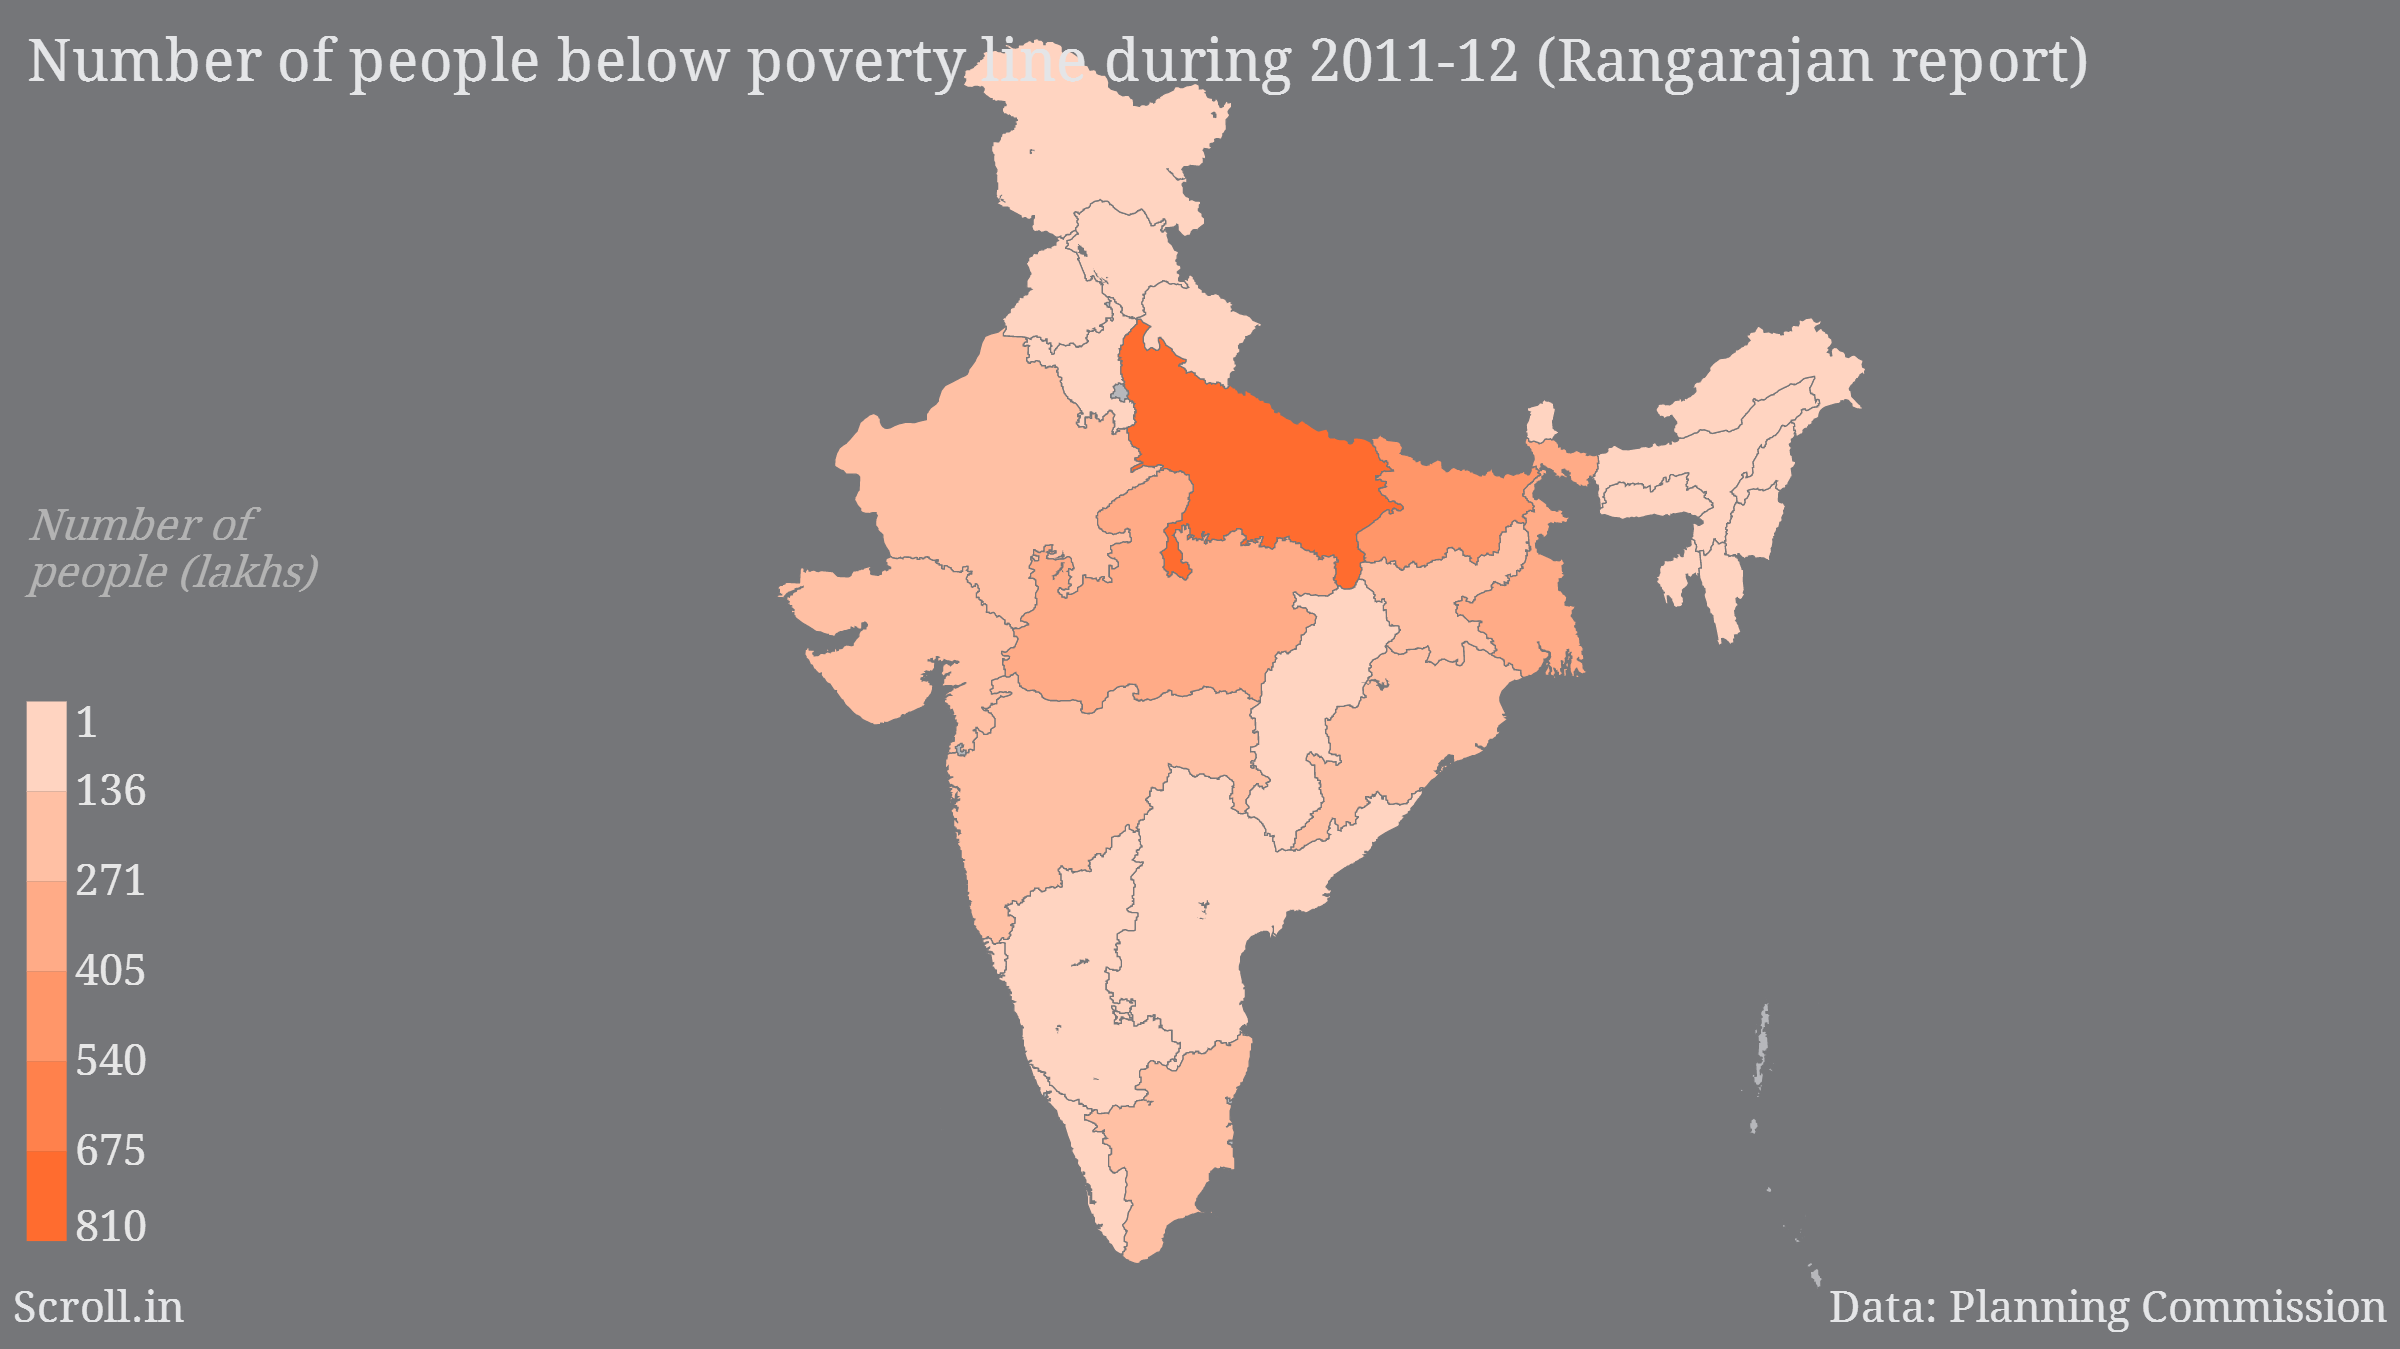 Number of people below poverty line during 2011-12 (Rangarajan report)
Number of
people (lakhs)
1
136
271
405
540
675
810
Scroll.in
Data: Planning Commission